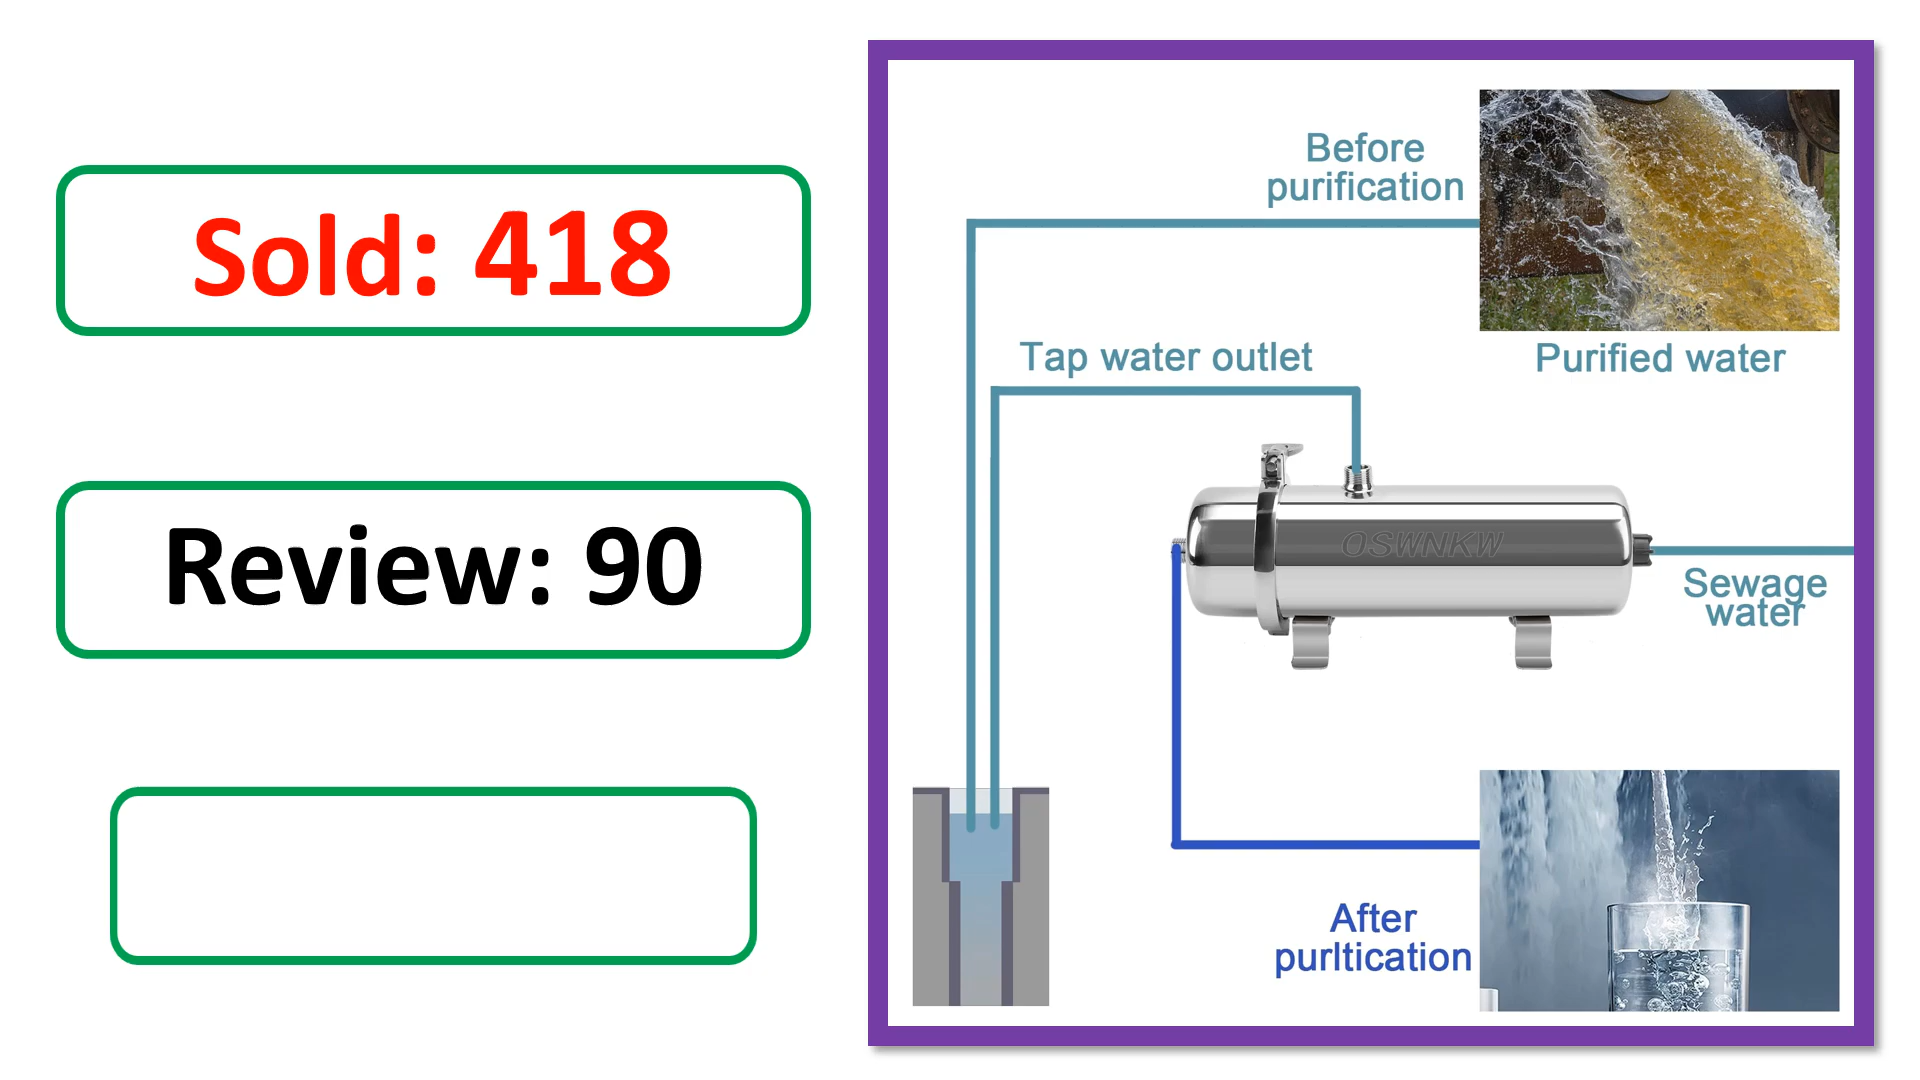 Sold: 418
Review: 90
Before
purification
Purified water
Tap water outlet
OSWNKW
Sewage
water
After
purltication